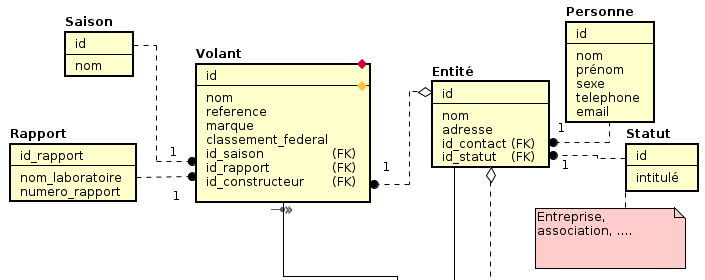 Saison
id
nom
Rapport
id_rapport
nom_laboratoire
numero_rapport
1
1
Volant
id
nom
reference
marque
classement_federal
id_saison (FK)
id_rapport (FK)
id_constructeur (FK)
1
Entité
id
nom
adresse
id_contact (FK)
id_statut (FK)
1
1
Personne
id
nom
prénom
sexe
telephone
email
Statut
id
intitulé
Entreprise,
association, ....